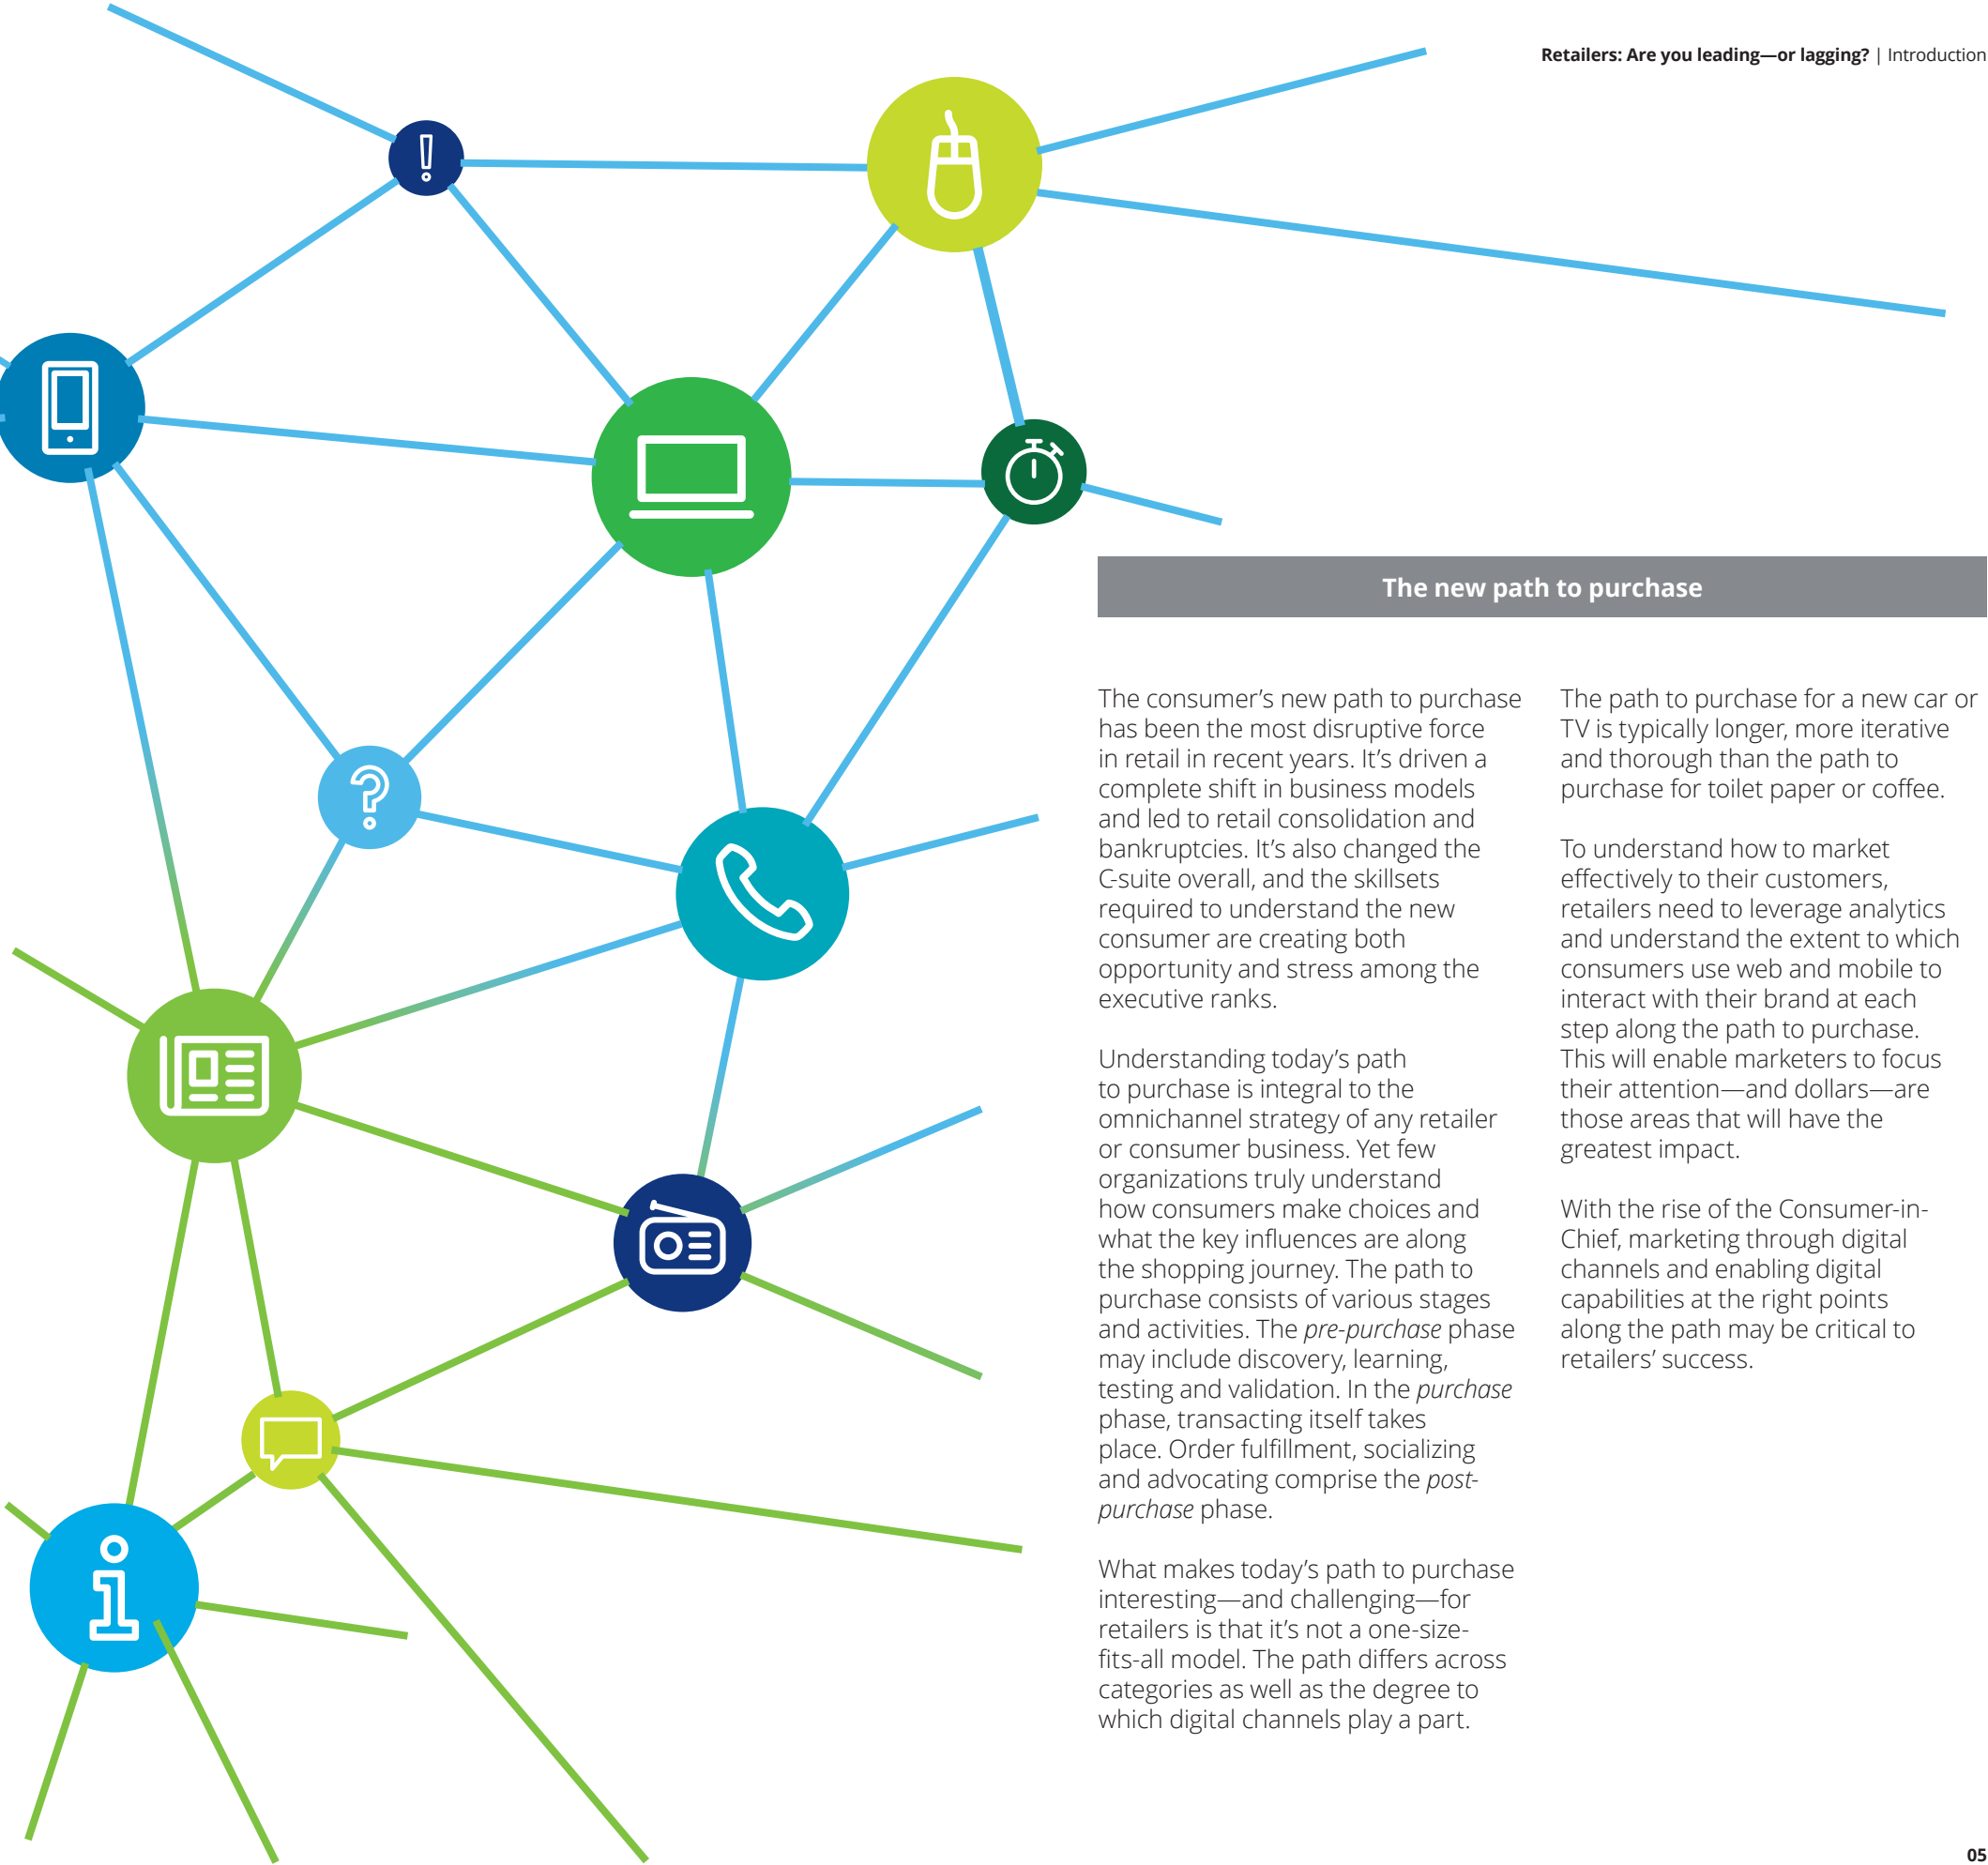 Retailers: Are you leading—or lagging? | Introduction
The new path to purchase
The consumer’s new path to purchase
has been the most disruptive force
in retail in recent years. It’s driven a
complete shift in business models
and led to retail consolidation and
bankruptcies. It’s also changed the
C-suite overall, and the skillsets
required to understand the new
consumer are creating both
opportunity and stress among the
executive ranks.
Understanding today’s path
to purchase is integral to the
omnichannel strategy of any retailer
or consumer business. Yet few
organizations truly understand
how consumers make choices and
what the key influences are along
the shopping journey. The path to
purchase consists of various stages
and activities. The pre-purchase phase
may include discovery, learning,
testing and validation. In the purchase
phase, transacting itself takes
place. Order fulfillment, socializing
and advocating comprise the post-
purchase phase.
What makes today’s path to purchase
interesting—and challenging—for
retailers is that it’s not a one-size-
fits-all model. The path differs across
categories as well as the degree to
which digital channels play a part.
The path to purchase for a new car or
TV is typically longer, more iterative
and thorough than the path to
purchase for toilet paper or coffee.
To understand how to market
effectively to their customers,
retailers need to leverage analytics
and understand the extent to which
consumers use web and mobile to
interact with their brand at each
step along the path to purchase.
This will enable marketers to focus
their attention—and dollars—are
those areas that will have the
greatest impact.
With the rise of the Consumer-in-
Chief, marketing through digital
channels and enabling digital
capabilities at the right points
along the path may be critical to
retailers’ success.
05